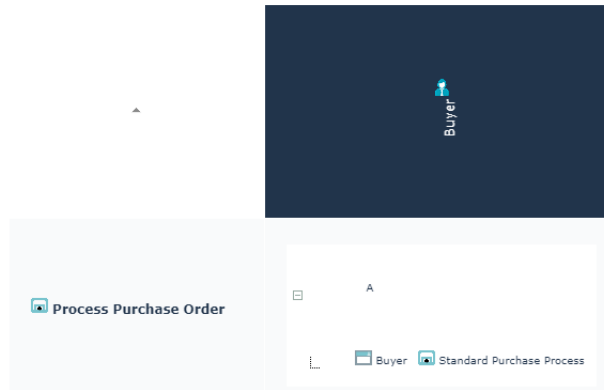 Buyer
Process Purchase Order
A
Buyer Standard Purchase Process